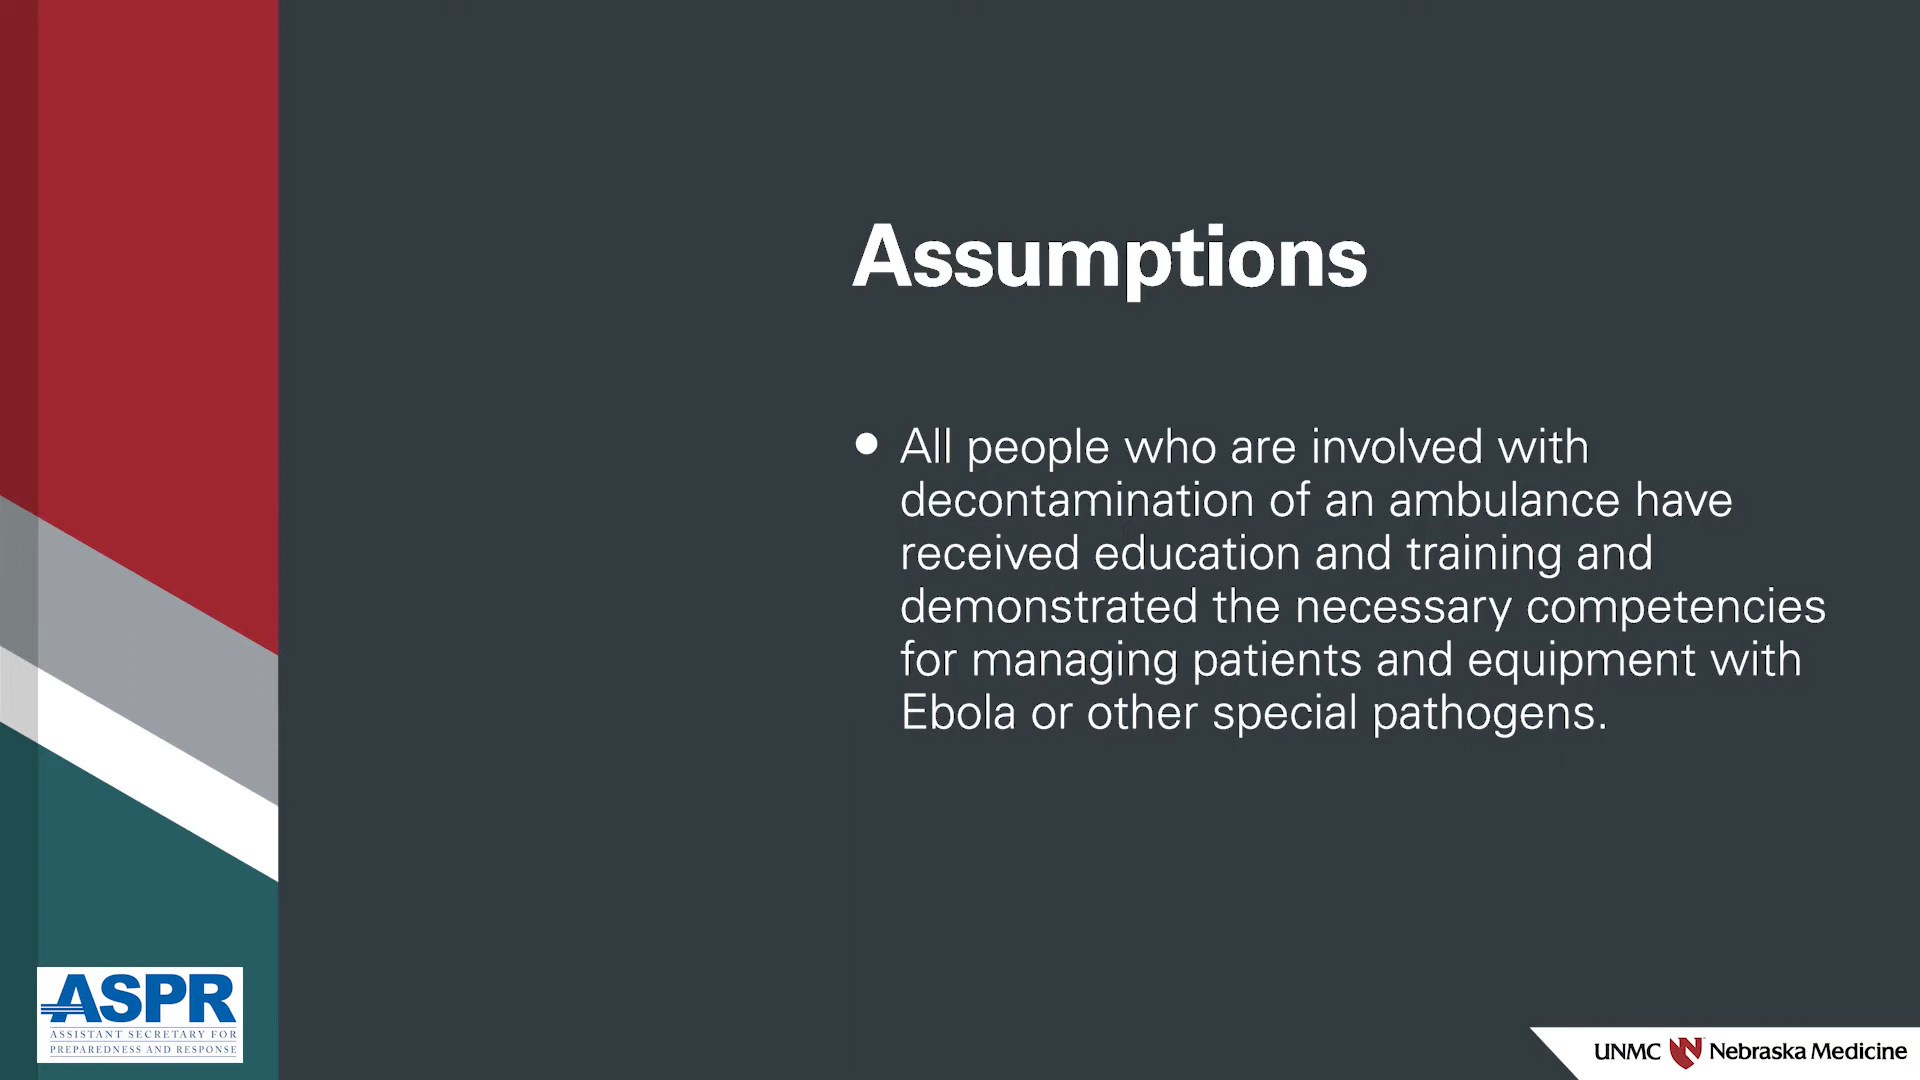 Assumptions
• All people who are involved with
decontamination of an ambulance have
received education and training and
demonstrated the necessary competencies
for managing patients and equipment with
Ebola or other special pathogens.
ASPR
ASSISTANT SECRETARY FOR
PREPAREDNESS AND RESPONSE
UNMC N Nebraska Medicine